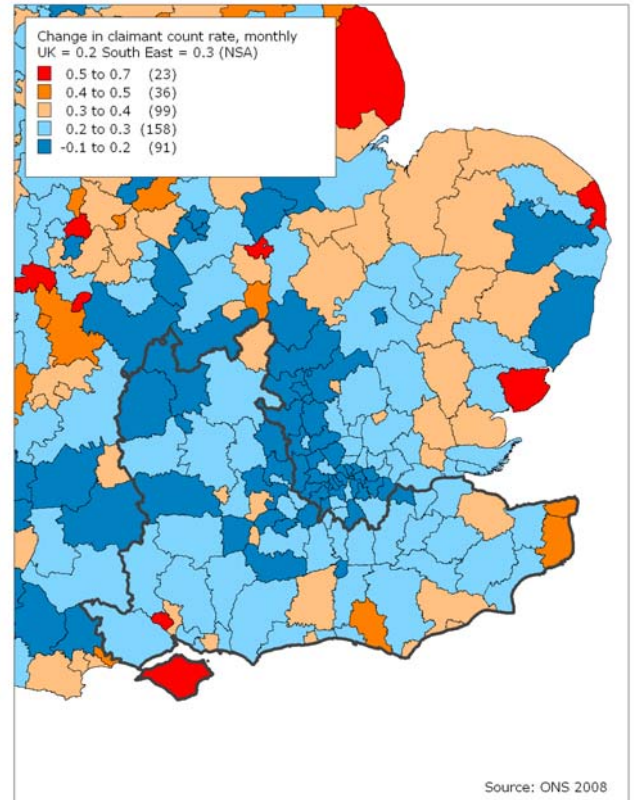 Change in claimant count rate, monthly
UK = 0.2 South East = 0.3 (NSA)
0.5 to 0.7 (23)
0.4 to 0.5 (36)
0.3 to 0.4 (99)
0.2 to 0.3 (158)
-0.1 to 0.2 (91)
Source: ONS 2008